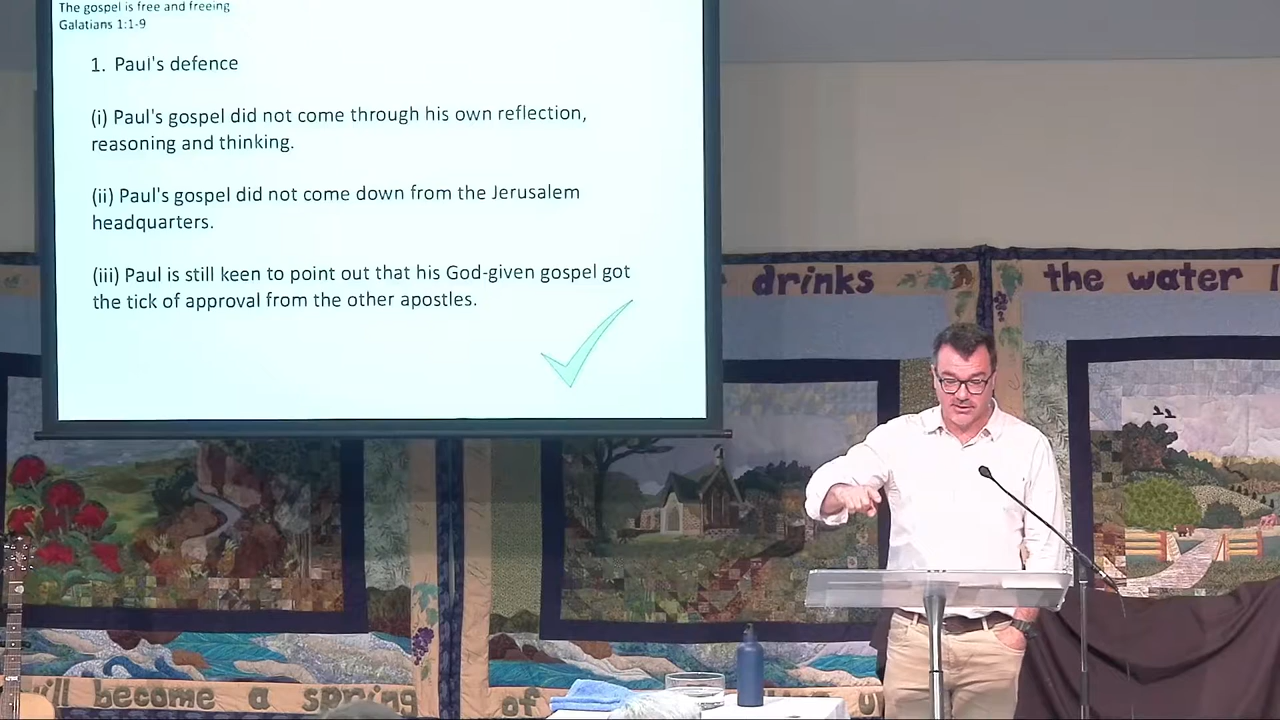 The gospel is free and freeing
Galatians 1:1-9
1. Paul's defence
(i) Paul's gospel did not come through his own reflection,
reasoning and thinking.
(ii) Paul's gospel did not come down from the Jerusalem
headquarters.
(iii) Paul is still keen to point out that his God-given gospel got
the tick of approval from the other apostles.
drinks
the water
will become a spring
of